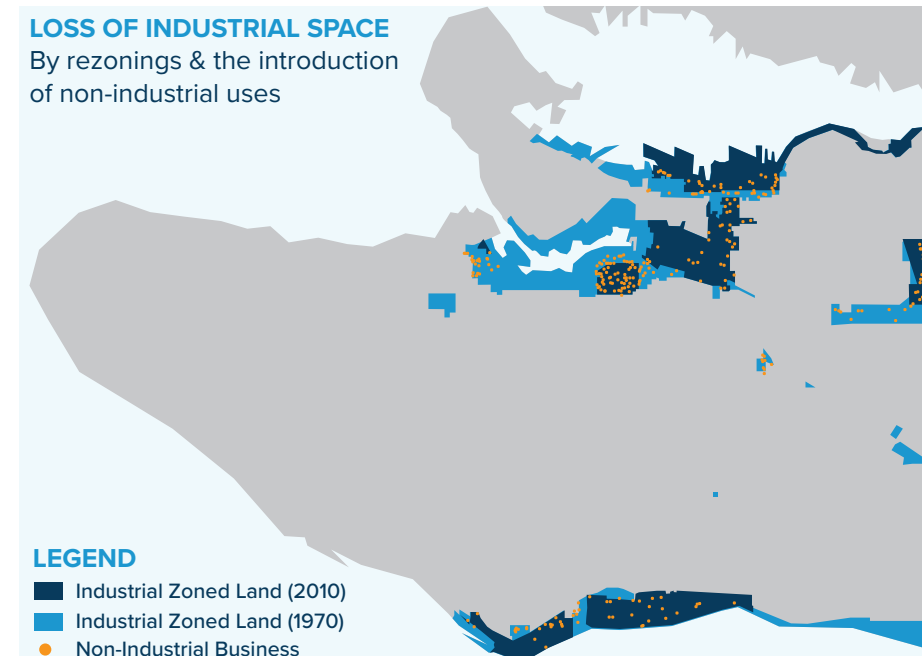 LOSS OF INDUSTRIAL SPACE
By rezonings & the introduction
of non-industrial uses
LEGEND
Industrial Zoned Land (2010)
Industrial Zoned Land (1970)
Non-Industrial Business